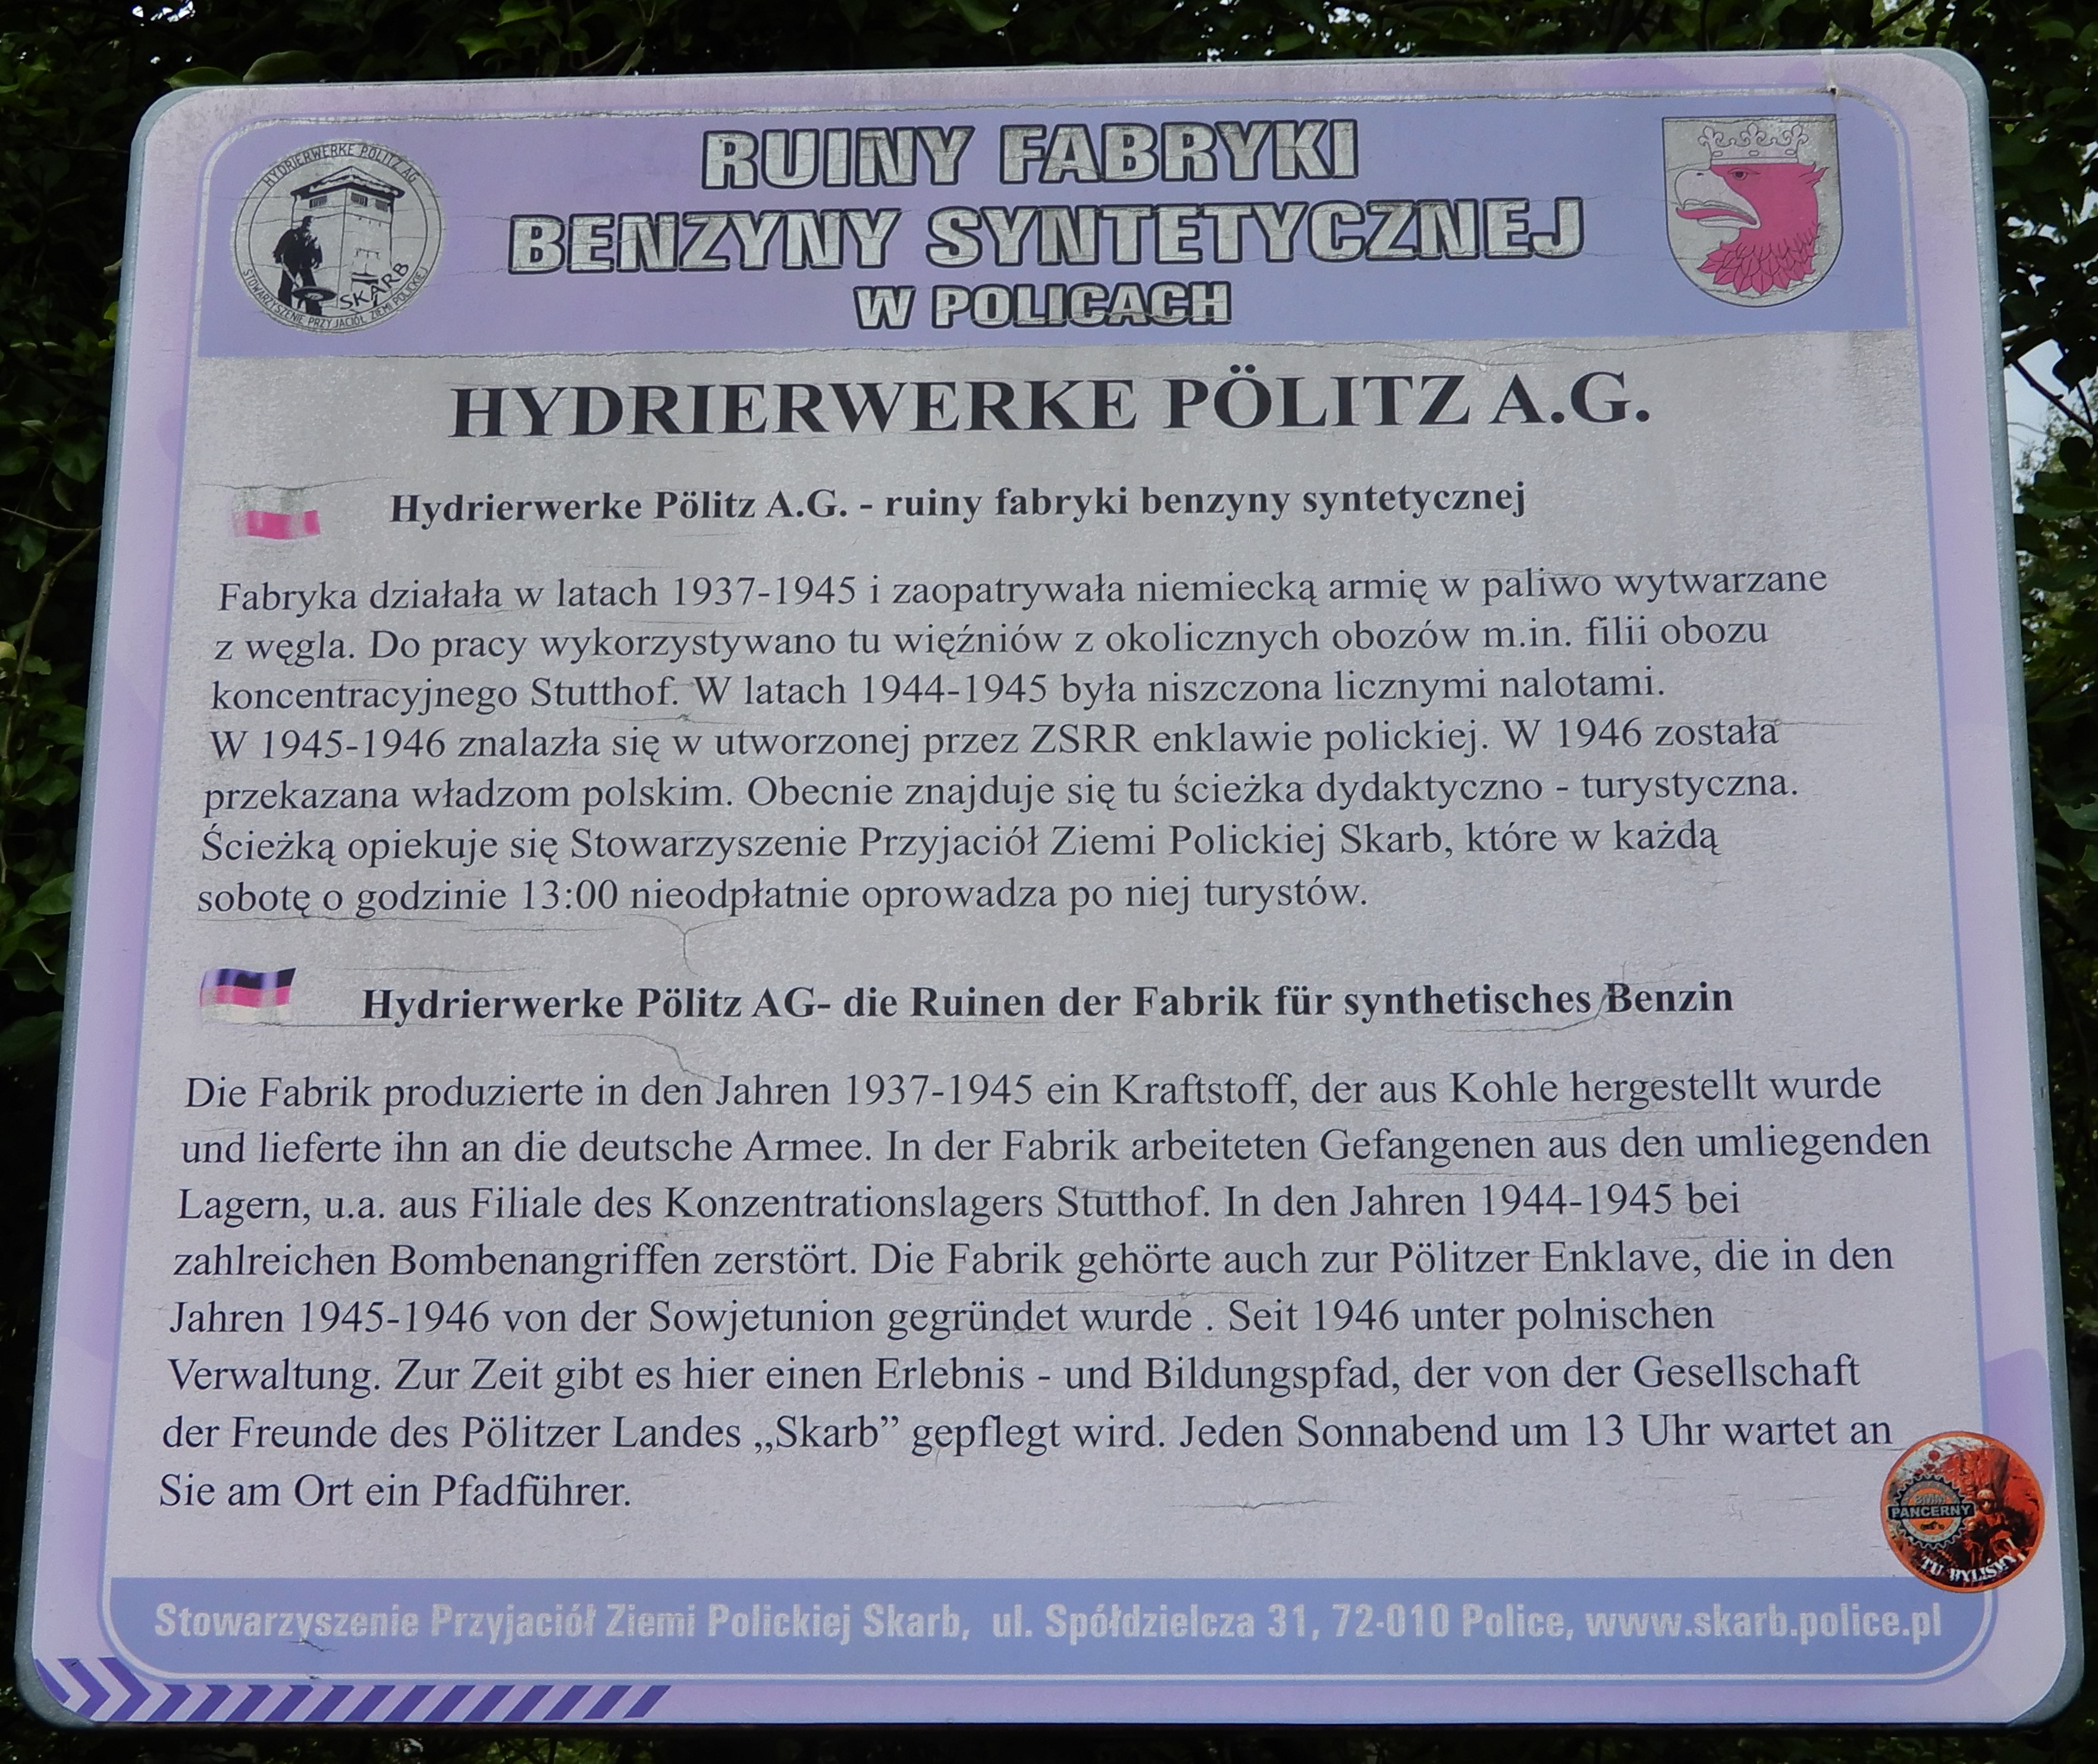 HYDRIERWERKE PÖLITZ AG
SKARB
STOWARZYSZENIE PRZYJACIÓŁ ZIEMI POLICKIEJ
RUINY FABRYKI
BENZYNY SYNTETYCZNEJ
W POLICACH
HYDRIERWERKE PÖLITZ A.G.
Hydrierwerke Pölitz A.G. - ruiny fabryki benzyny syntetycznej
Fabryka działała w latach 1937-1945 i zaopatrywała niemiecką armię w paliwo wytwarzane
z węgla. Do pracy wykorzystywano tu więźniów z okolicznych obozów m.in. filii obozu
koncentracyjnego Stutthof. W latach 1944-1945 była niszczona licznymi nalotami.
W 1945-1946 znalazła się w utworzonej przez ZSRR enklawie polickiej. W 1946 została
przekazana władzom polskim. Obecnie znajduje się tu ścieżka dydaktyczno - turystyczna.
Ścieżką opiekuje się Stowarzyszenie Przyjaciół Ziemi Polickiej Skarb, które w każdą
sobotę o godzinie 13:00 nieodpłatnie oprowadza po niej turystów.
Hydrierwerke Pölitz AG- die Ruinen der Fabrik für synthetisches Benzin
Die Fabrik produzierte in den Jahren 1937-1945 ein Kraftstoff, der aus Kohle hergestellt wurde
und lieferte ihn an die deutsche Armee. In der Fabrik arbeiteten Gefangenen aus den umliegenden
Lagern, u.a. aus Filiale des Konzentrationslagers Stutthof. In den Jahren 1944-1945 bei
zahlreichen Bombenangriffen zerstört. Die Fabrik gehörte auch zur Pölitzer Enklave, die in den
Jahren 1945-1946 von der Sowjetunion gegründet wurde . Seit 1946 unter polnischen
Verwaltung. Zur Zeit gibt es hier einen Erlebnis - und Bildungspfad, der von der Gesellschaft
der Freunde des Pölitzer Landes „Skarb” gepflegt wird. Jeden Sonnabend um 13 Uhr wartet an
Sie am Ort ein Pfadführer.
PANCERNY
TU BYLIŚMY
Stowarzyszenie Przyjaciół Ziemi Polickiej Skarb, ul. Spółdzielcza 31, 72-010 Police, www.skarb.police.pl